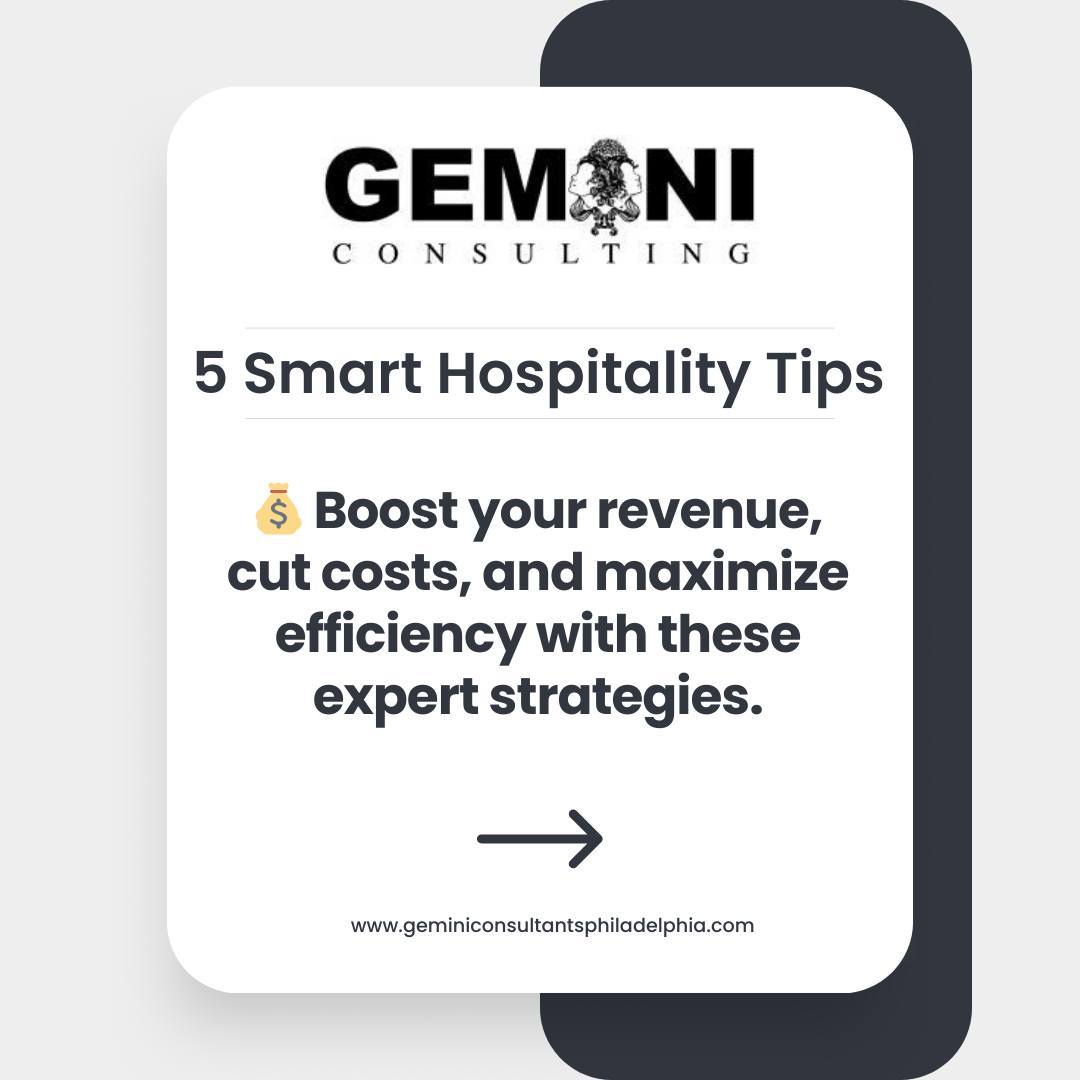 GEMINI
CONSULTING
5 Smart Hospitality Tips
💰 Boost your revenue,
cut costs, and maximize
efficiency with these
expert strategies.
www.geminiconsultantsphiladelphia.com